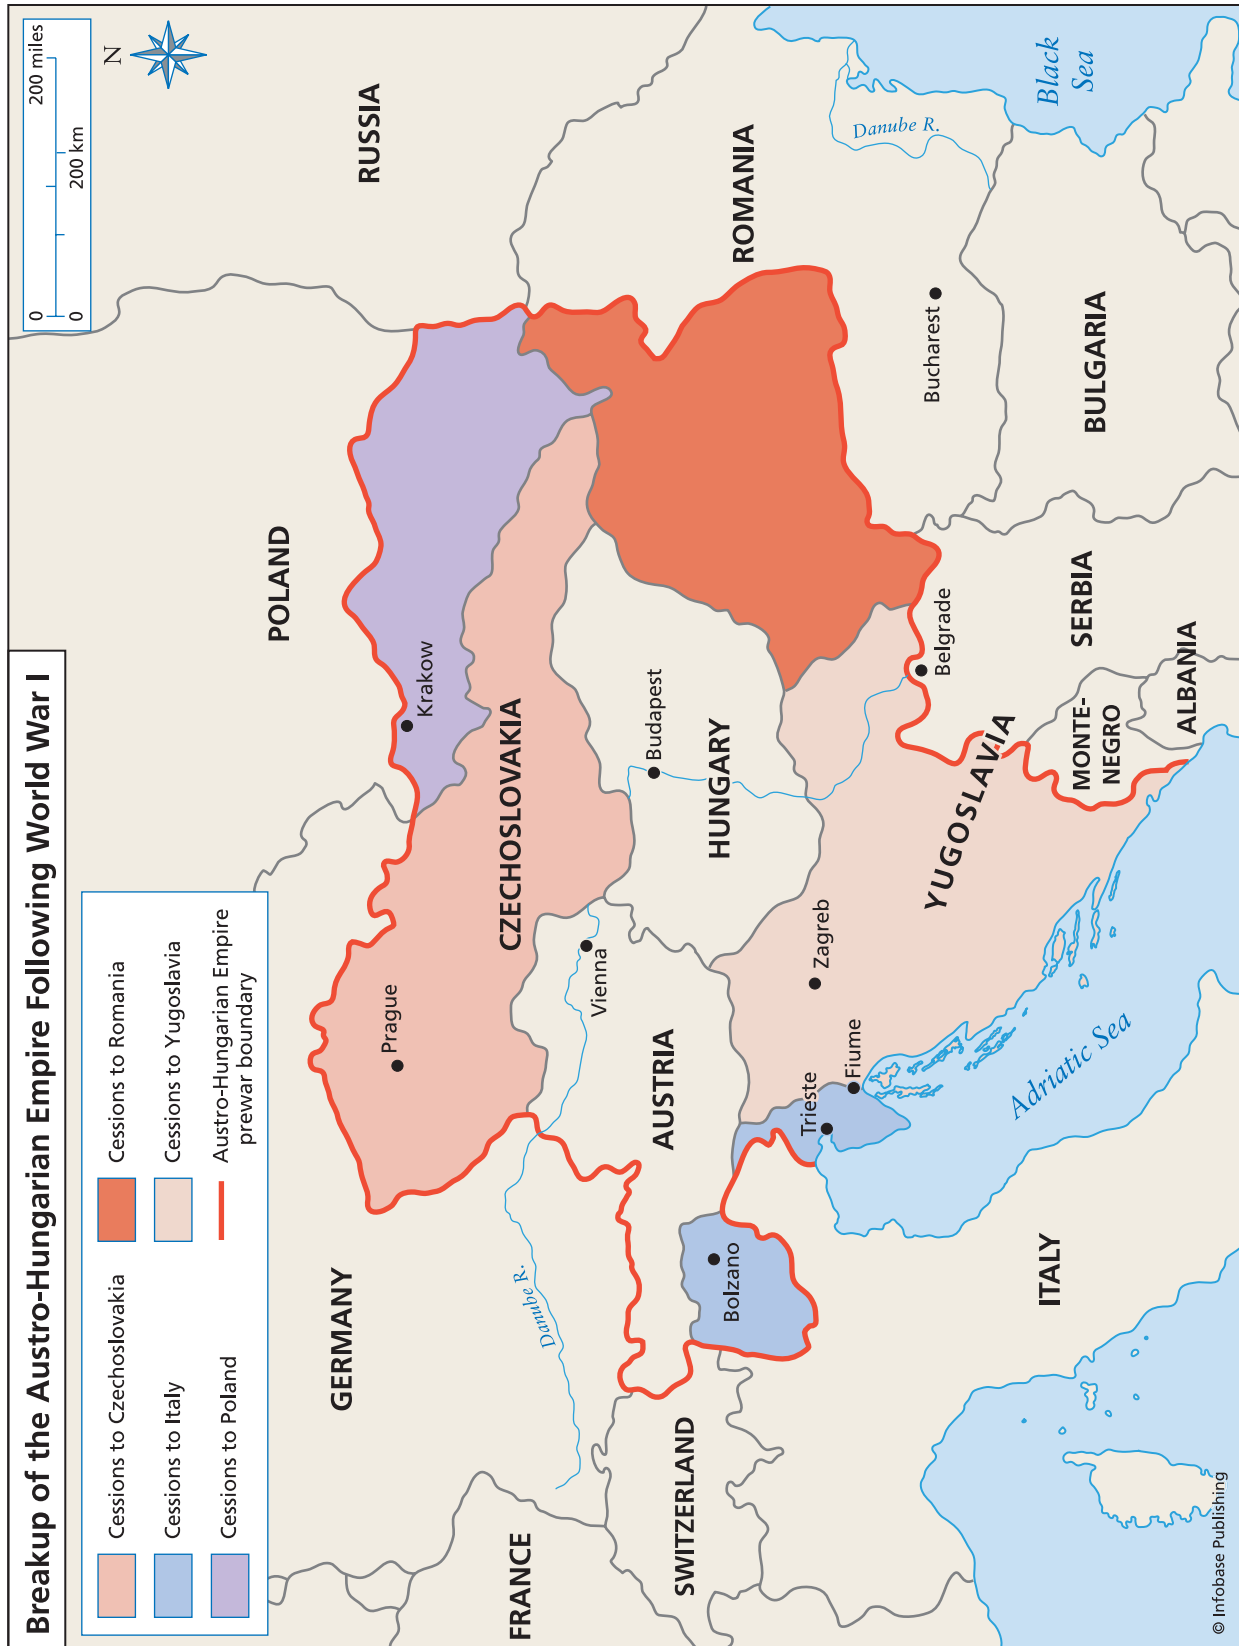 Breakup of the Austro-Hungarian Empire Following World War I
Cessions to Czechoslovakia
Cessions to Italy
Cessions to Poland
Cessions to Romania
Cessions to Yugoslavia
Austro-Hungarian Empire
prewar boundary
0
200 miles
0
200 km
N
RUSSIA
POLAND
GERMANY
Krakow
Prague
CZECHOSLOVAKIA
Danube R.
FRANCE
Vienna
AUSTRIA
Budapest
HUNGARY
ROMANIA
SWITZERLAND
Bolzano
Trieste
Fiume
Zagreb
Danube R.
Bucharest
Belgrade
YUGOSLAVIA
Black
Sea
ITALY
Adriatic Sea
SERBIA
BULGARIA
MONTE-
NEGRO
ALBANIA
© Infobase Publishing